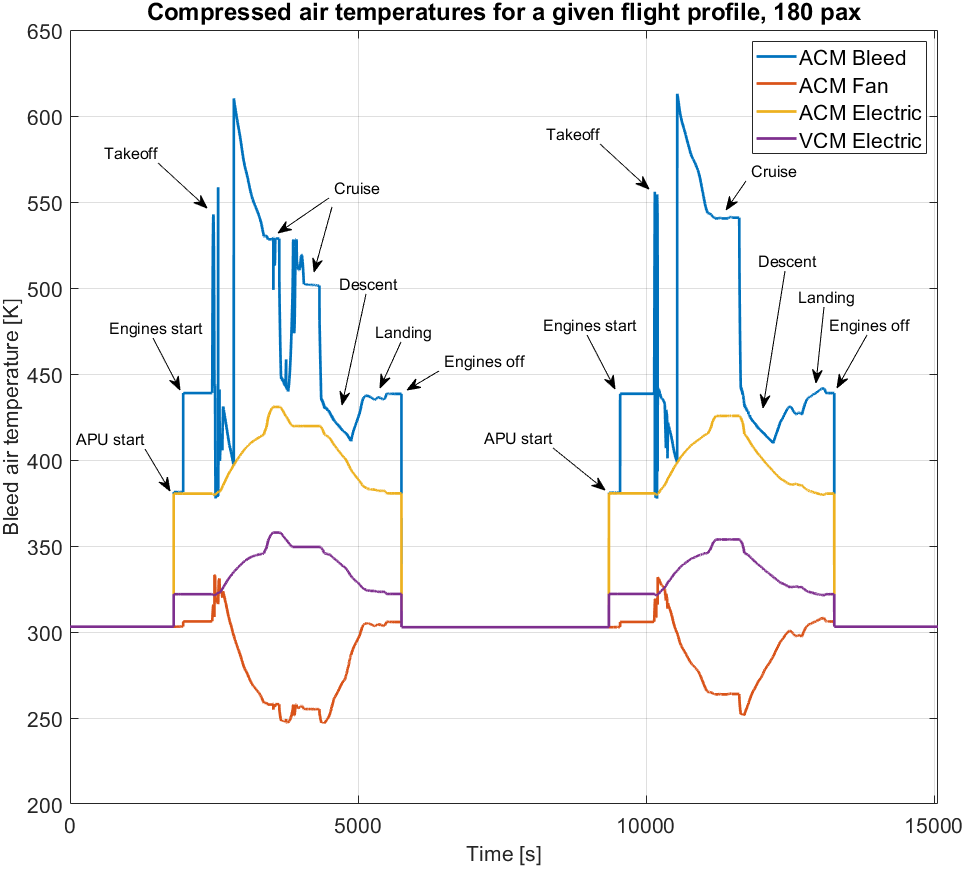 Compressed air temperatures for a given flight profile, 180 pax
650
600
550
500
450
400
350
300
250
200
Bleed air temperature [K]
0
5000
10000
15000
Time [s]
ACM Bleed
ACM Fan
ACM Electric
VCM Electric
Takeoff
Cruise
Descent
Engines start
Landing
Engines off
APU start
Takeoff
Cruise
Descent
Landing
Engines start
Engines off
APU start